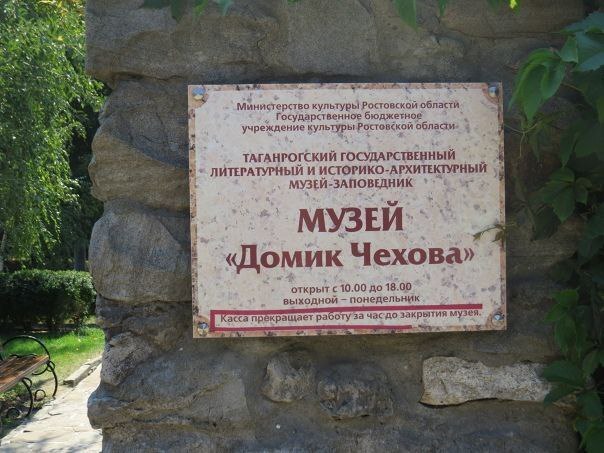 Министерство культуры Ростовской области
Государственное бюджетное
учреждение культуры Ростовской области
ТАГАНРОГСКИЙ ГОСУДАРСТВЕННЫЙ
ЛИТЕРАТУРНЫЙ И ИСТОРИКО-АРХИТЕКТУРНЫЙ
МУЗЕЙ-ЗАПОВЕДНИК
МУЗЕЙ
«Домик Чехова»
открыт с 10.00 до 18.00
выходной – понедельник
Касса прекращает работу за час до закрытия музея.